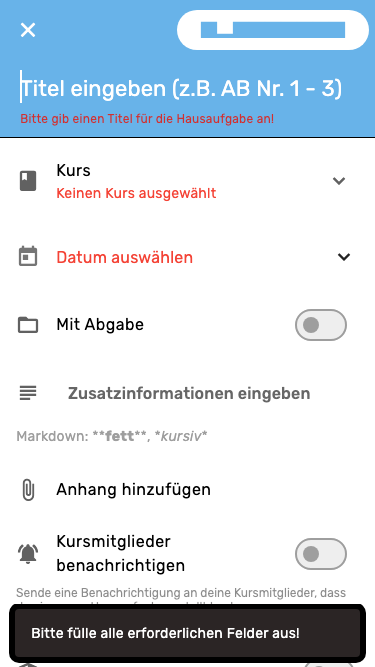 Titel eingeben (z.B. AB Nr. 1 - 3)
Bitte gib einen Titel für die Hausaufgabe an!
Kurs
Keinen Kurs ausgewählt
Datum auswählen
Mit Abgabe
Zusatzinformationen eingeben
Markdown: **fett**, *kursiv*
Anhang hinzufügen
Kursmitglieder
benachrichtigen
Sende eine Benachrichtigung an deine Kursmitglieder, dass
Bitte fülle alle erforderlichen Felder aus!